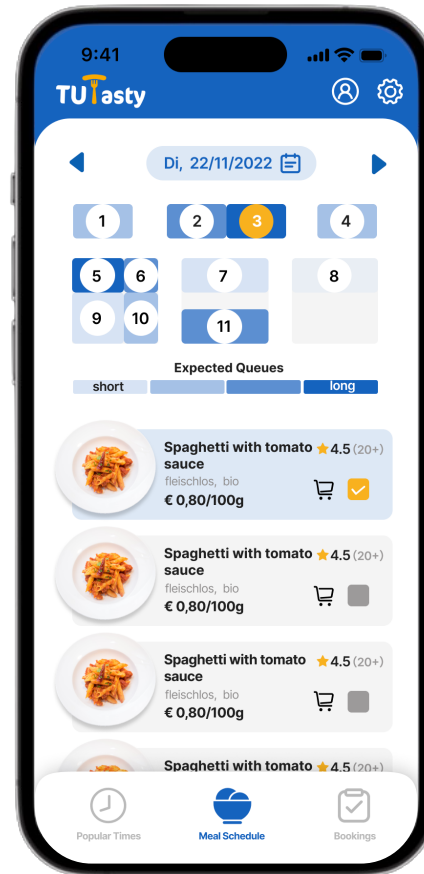 9:41
TUTasty
Di, 22/11/2022
1 2 3 4
5 6 7 8
9 10 11
Expected Queues
short long
Spaghetti with tomato 4.5 (20+)
sauce
fleischlos, bio
€ 0,80/100g
Spaghetti with tomato 4.5 (20+)
sauce
fleischlos, bio
€ 0,80/100g
Spaghetti with tomato 4.5 (20+)
sauce
fleischlos, bio
€ 0,80/100g
Spaghetti with tomato 4.5 (20+)
Popular Times Meal Schedule Bookings